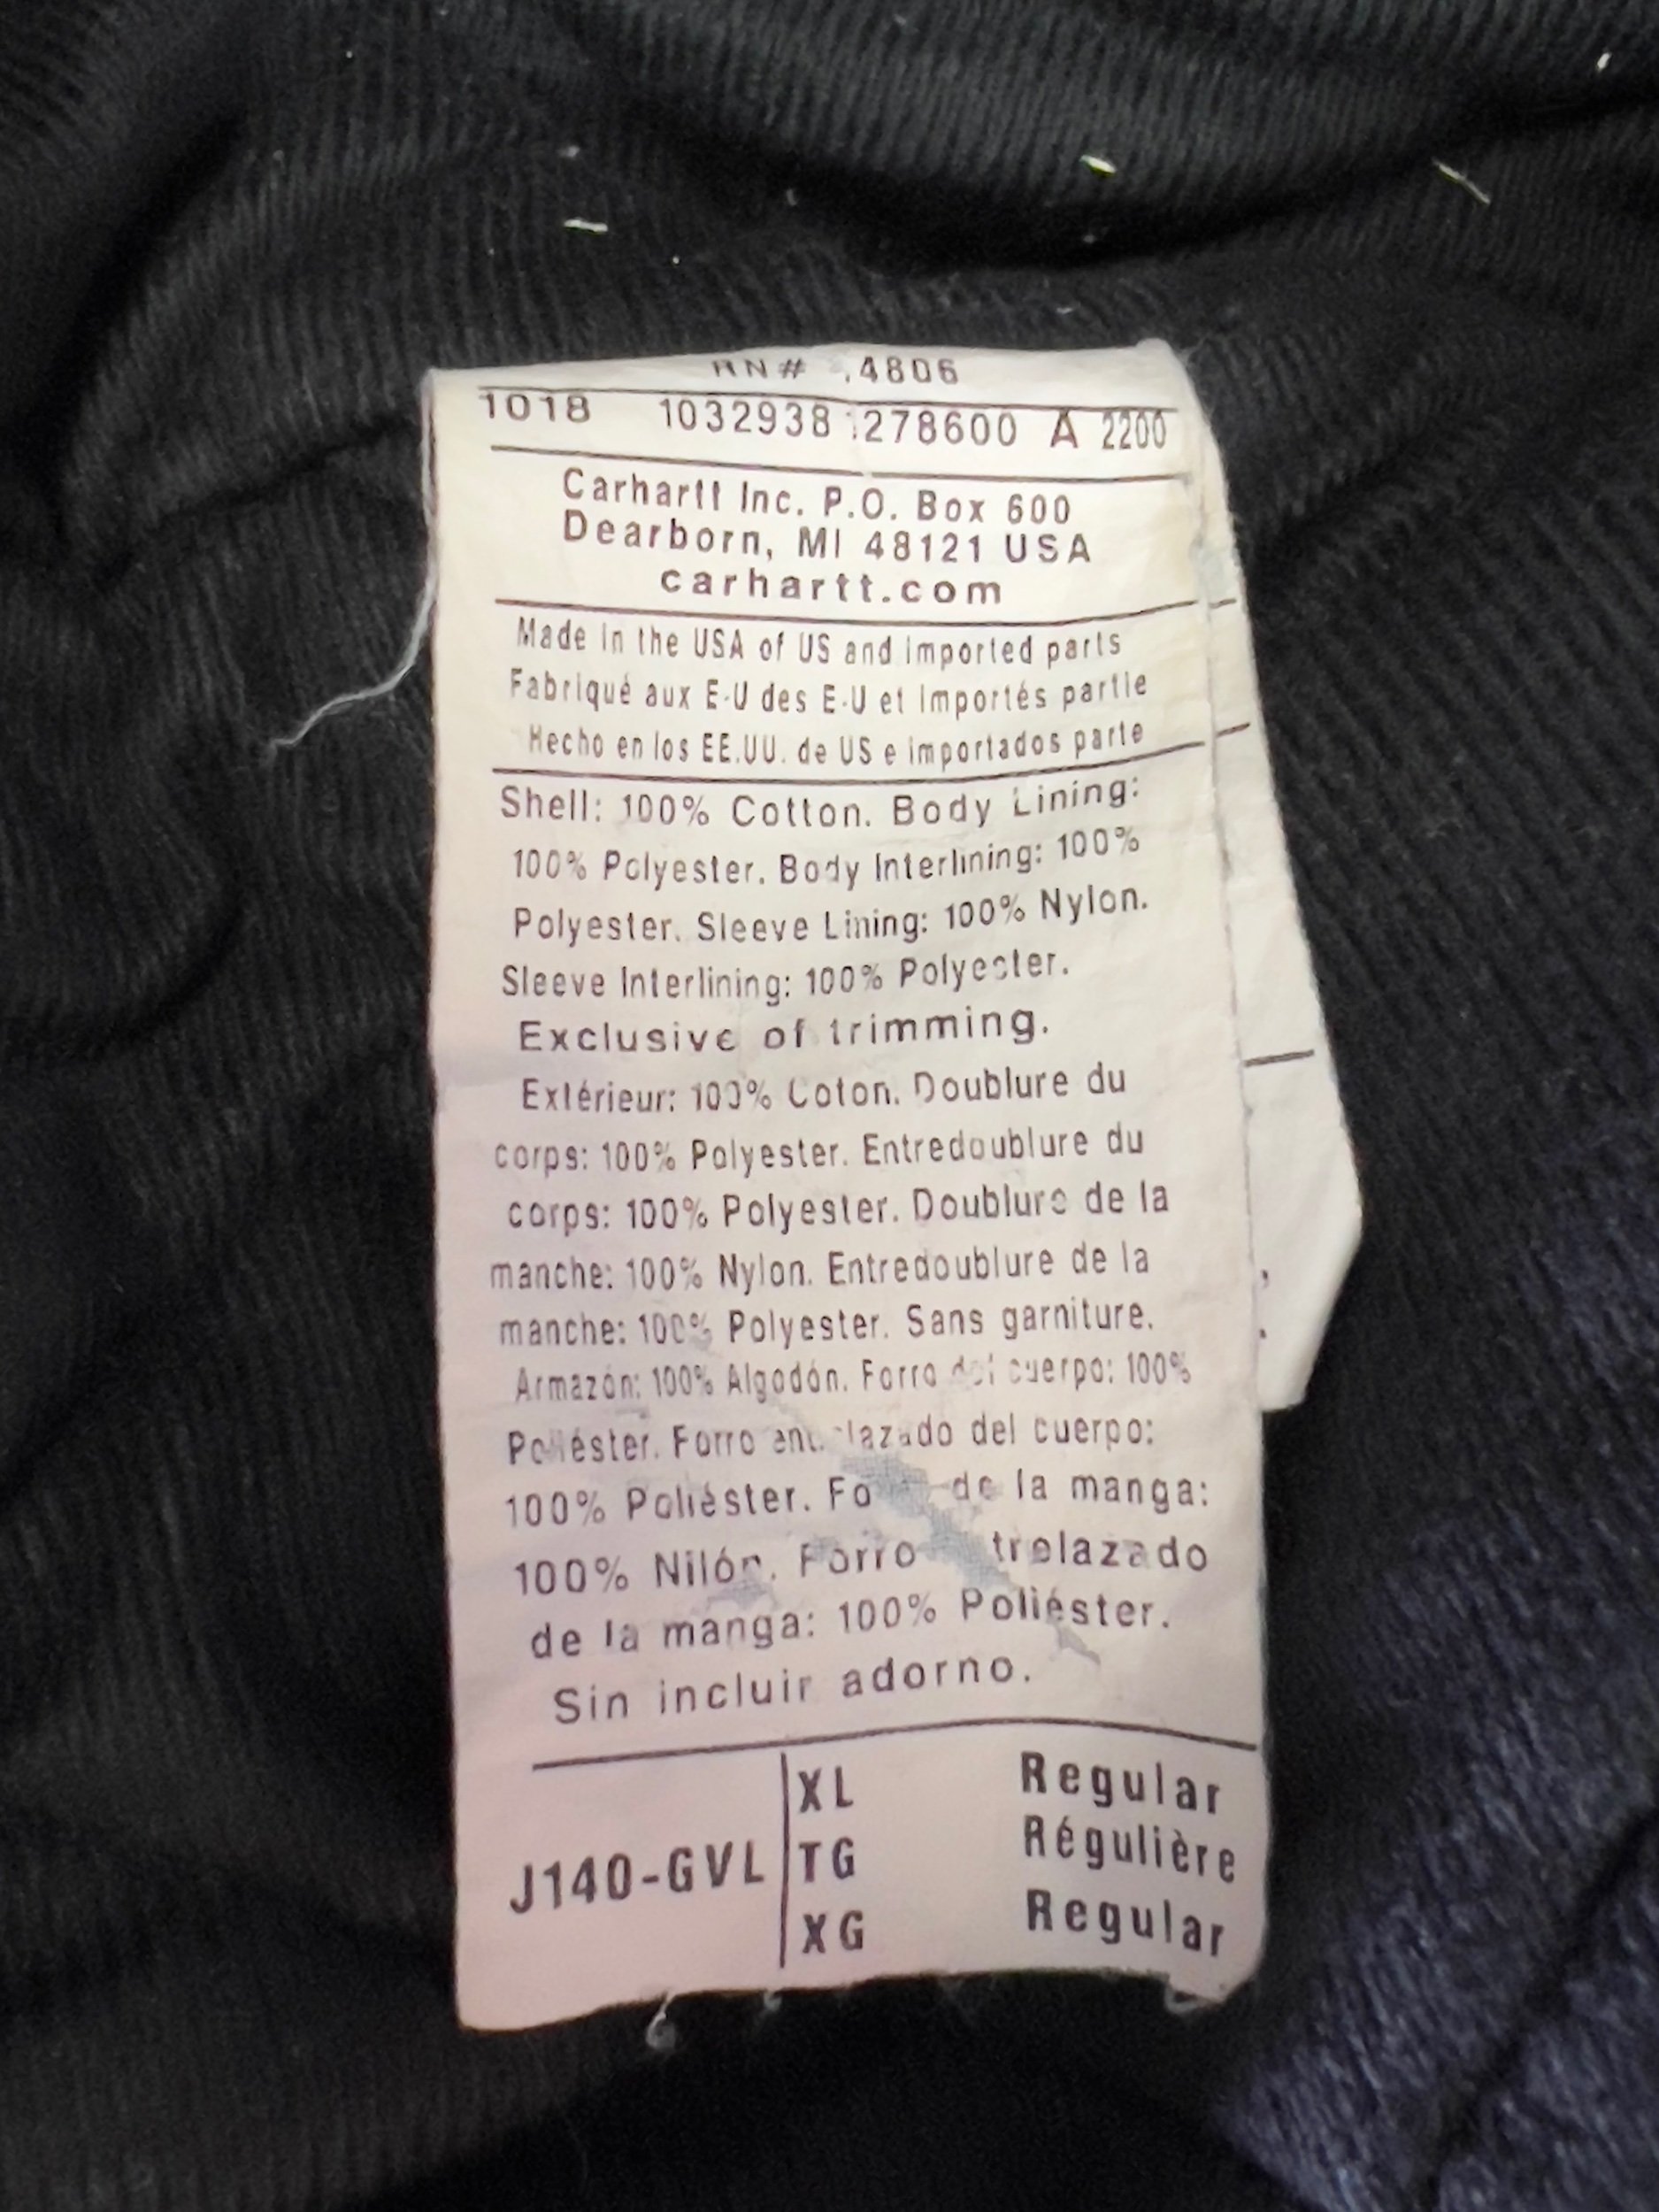 RN# 14806
1018 1032938 278600 A 2200
Carhartt Inc. P.O. Box 600
Dearborn, MI 48121 USA
carhartt.com
Made in the USA of US and imported parts
Fabriqué aux E-U des E-U et importés partie
Hecho en los EE.UU. de US e importados parte
Shell: 100% Cotton. Body Lining:
100% Polyester. Body Interlining: 100%
Polyester. Sleeve Lining: 100% Nylon.
Sleeve Interlining: 100% Polyester.
Exclusive of trimming.
Extérieur: 100% Coton. Doublure du
corps: 100% Polyester. Entredoublure du
corps: 100% Polyester. Doublure de la
manche: 100% Nylon. Entredoublure de la
manche: 100% Polyester. Sans garniture.
Armazón: 100% Algodón. Forro del cuerpo: 100%
Poliéster. Forro entrelazado del cuerpo:
100% Poliéster. de la manga:
100% Nilón. Forro
de la manga: 100% Poliéster.
Sin incluir adorno.
J140-GVL
XL Regular
TG Régulière
XG Regular